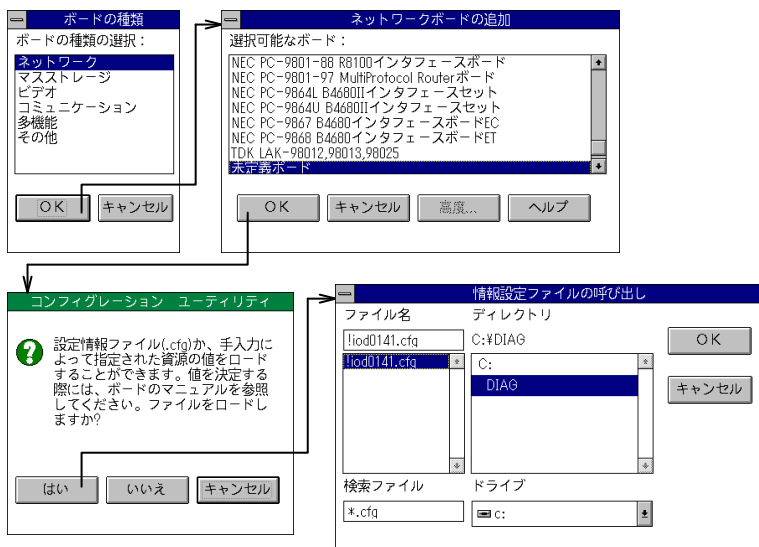 ボードの種類
ボードの種類の選択：
ネットワーク
マスストレージ
ビデオ
コミュニケーション
多機能
その他
OK
キャンセル
ネットワークボードの追加
選択可能なボード：
NEC PC-9801-88 R8100インタフェースボード
NEC PC-9801-97 MultiProtocol Routerボード
NEC PC-9864L B4680IIインタフェースセット
NEC PC-9864U B4680IIインタフェースセット
NEC PC-9867 B4680インタフェースボードEC
NEC PC-9868 B4680インタフェースボードET
TDK LAK-98012,98013,98025
未定義ボード
OK
キャンセル
高度...
ヘルプ
コンフィグレーション ユーティリティ
設定情報ファイル(.cfg)か、手入力に
よって指定された資源の値をロード
することができます。値を決定する
際には、ボードのマニュアルを参照
してください。ファイルをロードし
ますか?
はい
いいえ
キャンセル
情報設定ファイルの呼び出し
ファイル名
ディレクトリ
!iod0141.cfg
C:¥DIAG
OK
!iod0141.cfg
C:
DIAG
キャンセル
検索ファイル
ドライブ
*.cfg
c: